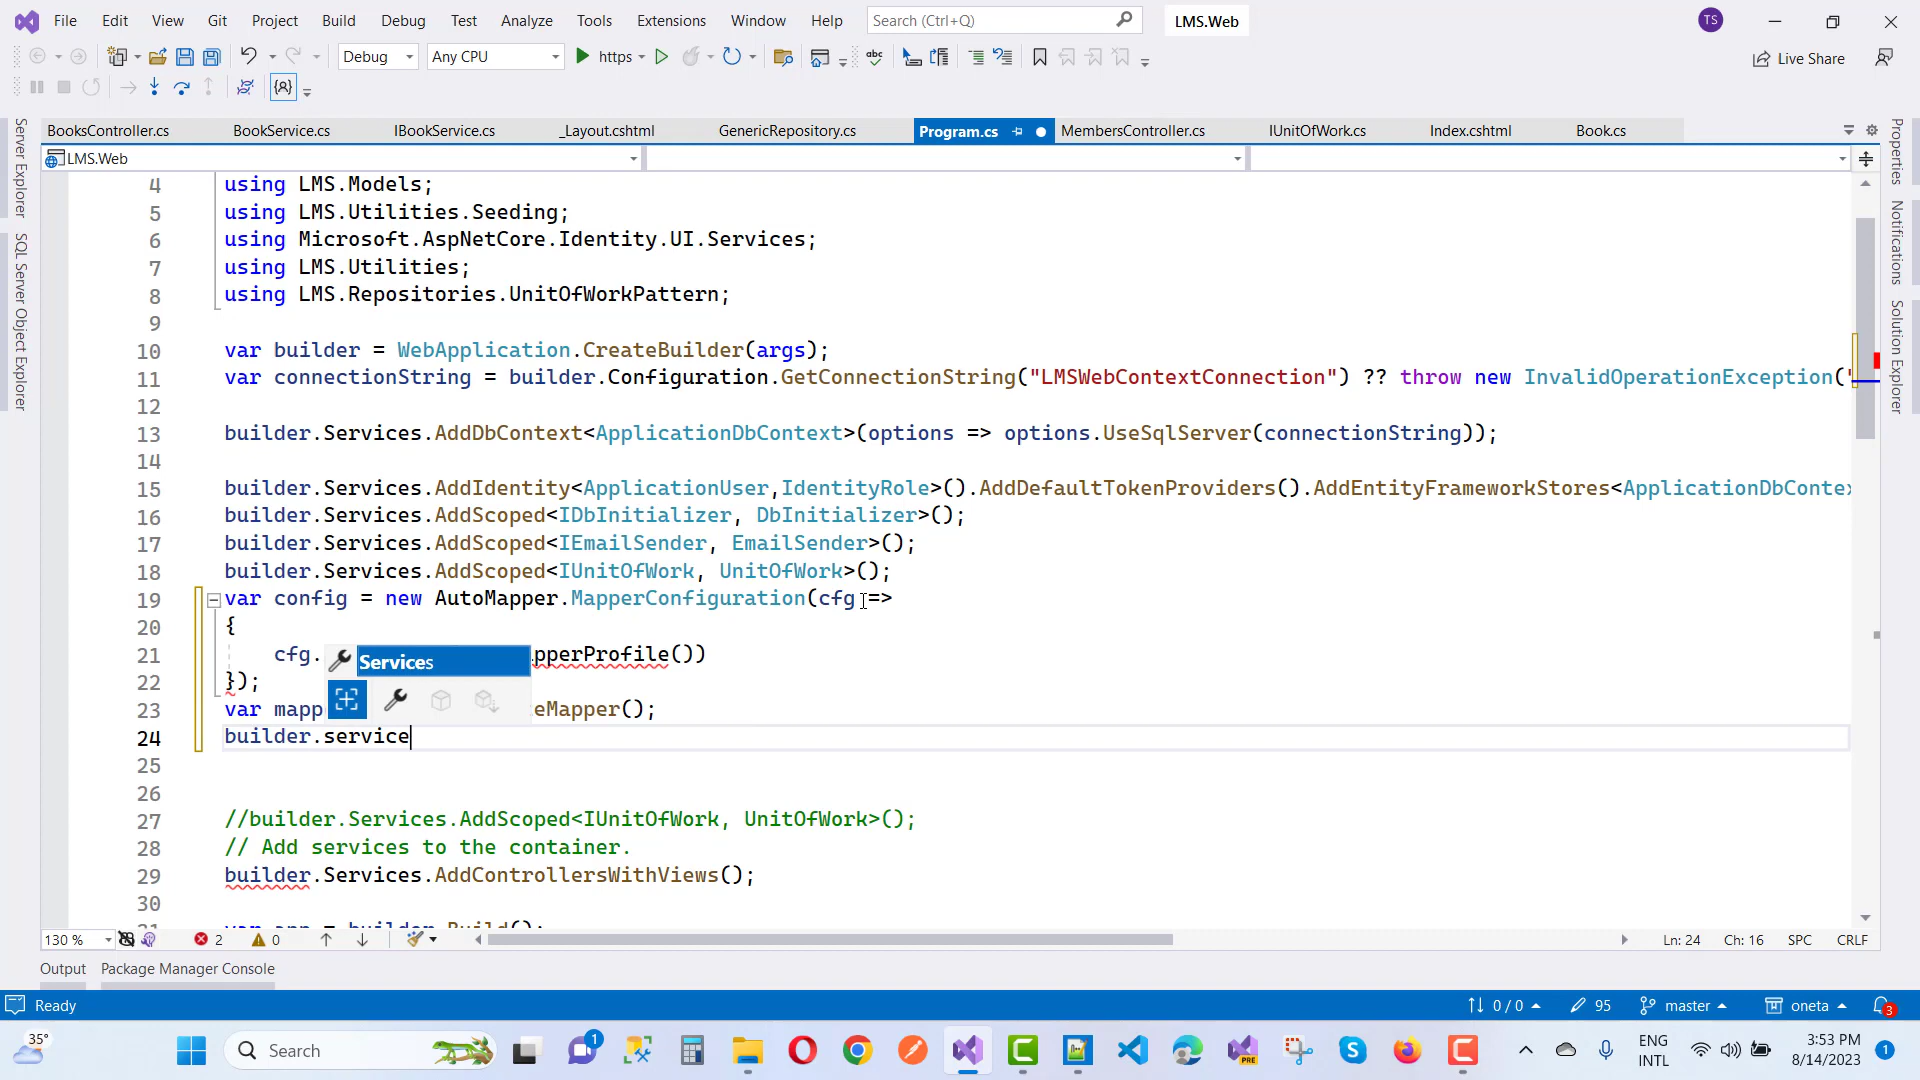 File Edit View Git Project Build Debug Test Analyze Tools Extensions Window Help Search (Ctrl+Q) LMS.Web TS
Debug Any CPU https Live Share
BooksController.cs BookService.cs IBookService.cs _Layout.cshtml GenericRepository.cs Program.cs MembersController.cs IUnitOfWork.cs Index.cshtml Book.cs
LMS.Web
Server Explorer
SQL Server Object Explorer
Properties
Notifications
Solution Explorer
4 using LMS.Models;
5 using LMS.Utilities.Seeding;
6 using Microsoft.AspNetCore.Identity.UI.Services;
7 using LMS.Utilities;
8 using LMS.Repositories.UnitOfWorkPattern;
9
10 var builder = WebApplication.CreateBuilder(args);
11 var connectionString = builder.Configuration.GetConnectionString("LMSWebContextConnection") ?? throw new InvalidOperationException(
12
13 builder.Services.AddDbContext<ApplicationDbContext>(options => options.UseSqlServer(connectionString));
14
15 builder.Services.AddIdentity<ApplicationUser,IdentityRole>().AddDefaultTokenProviders().AddEntityFrameworkStores<ApplicationDbContex
16 builder.Services.AddScoped<IDbInitializer, DbInitializer>();
17 builder.Services.AddScoped<IEmailSender, EmailSender>();
18 builder.Services.AddScoped<IUnitOfWork, UnitOfWork>();
19 var config = new AutoMapper.MapperConfiguration(cfg =>
20 {
21 cfg. Services pperProfile())
22 });
23 var mapp eMapper();
24 builder.service
25
26
27 //builder.Services.AddScoped<IUnitOfWork, UnitOfWork>();
28 // Add services to the container.
29 builder.Services.AddControllersWithViews();
30
31 var app = builder.Build();
130 % 2 0 Ln: 24 Ch: 16 SPC CRLF
Output Package Manager Console
Ready 0 / 0 95 master oneta 3
35° Search 1 PRE ENG INTL 3:53 PM 8/14/2023 1